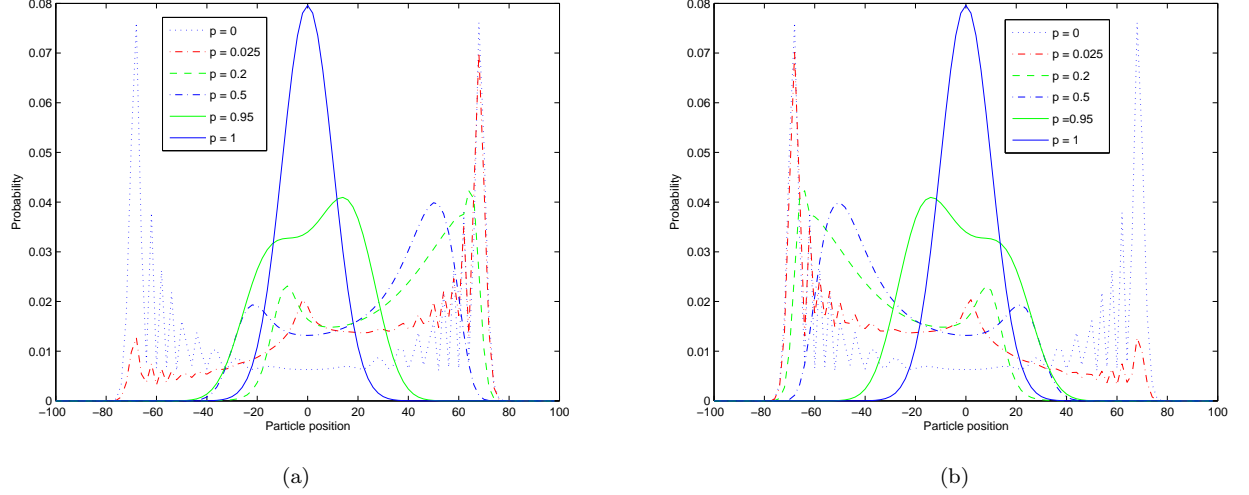 0.08
0.07
0.06
0.05
0.04
0.03
0.02
0.01
0
Probability
p = 0
p = 0.025
p = 0.2
p = 0.5
p = 0.95
p = 1
−100 −80 −60 −40 −20 0 20 40 60 80 100
Particle position
(a)
0.08
0.07
0.06
0.05
0.04
0.03
0.02
0.01
0
Probability
p = 0
p = 0.025
p = 0.2
p = 0.5
p =0.95
p = 1
−100 −80 −60 −40 −20 0 20 40 60 80 100
Particle position
(b)